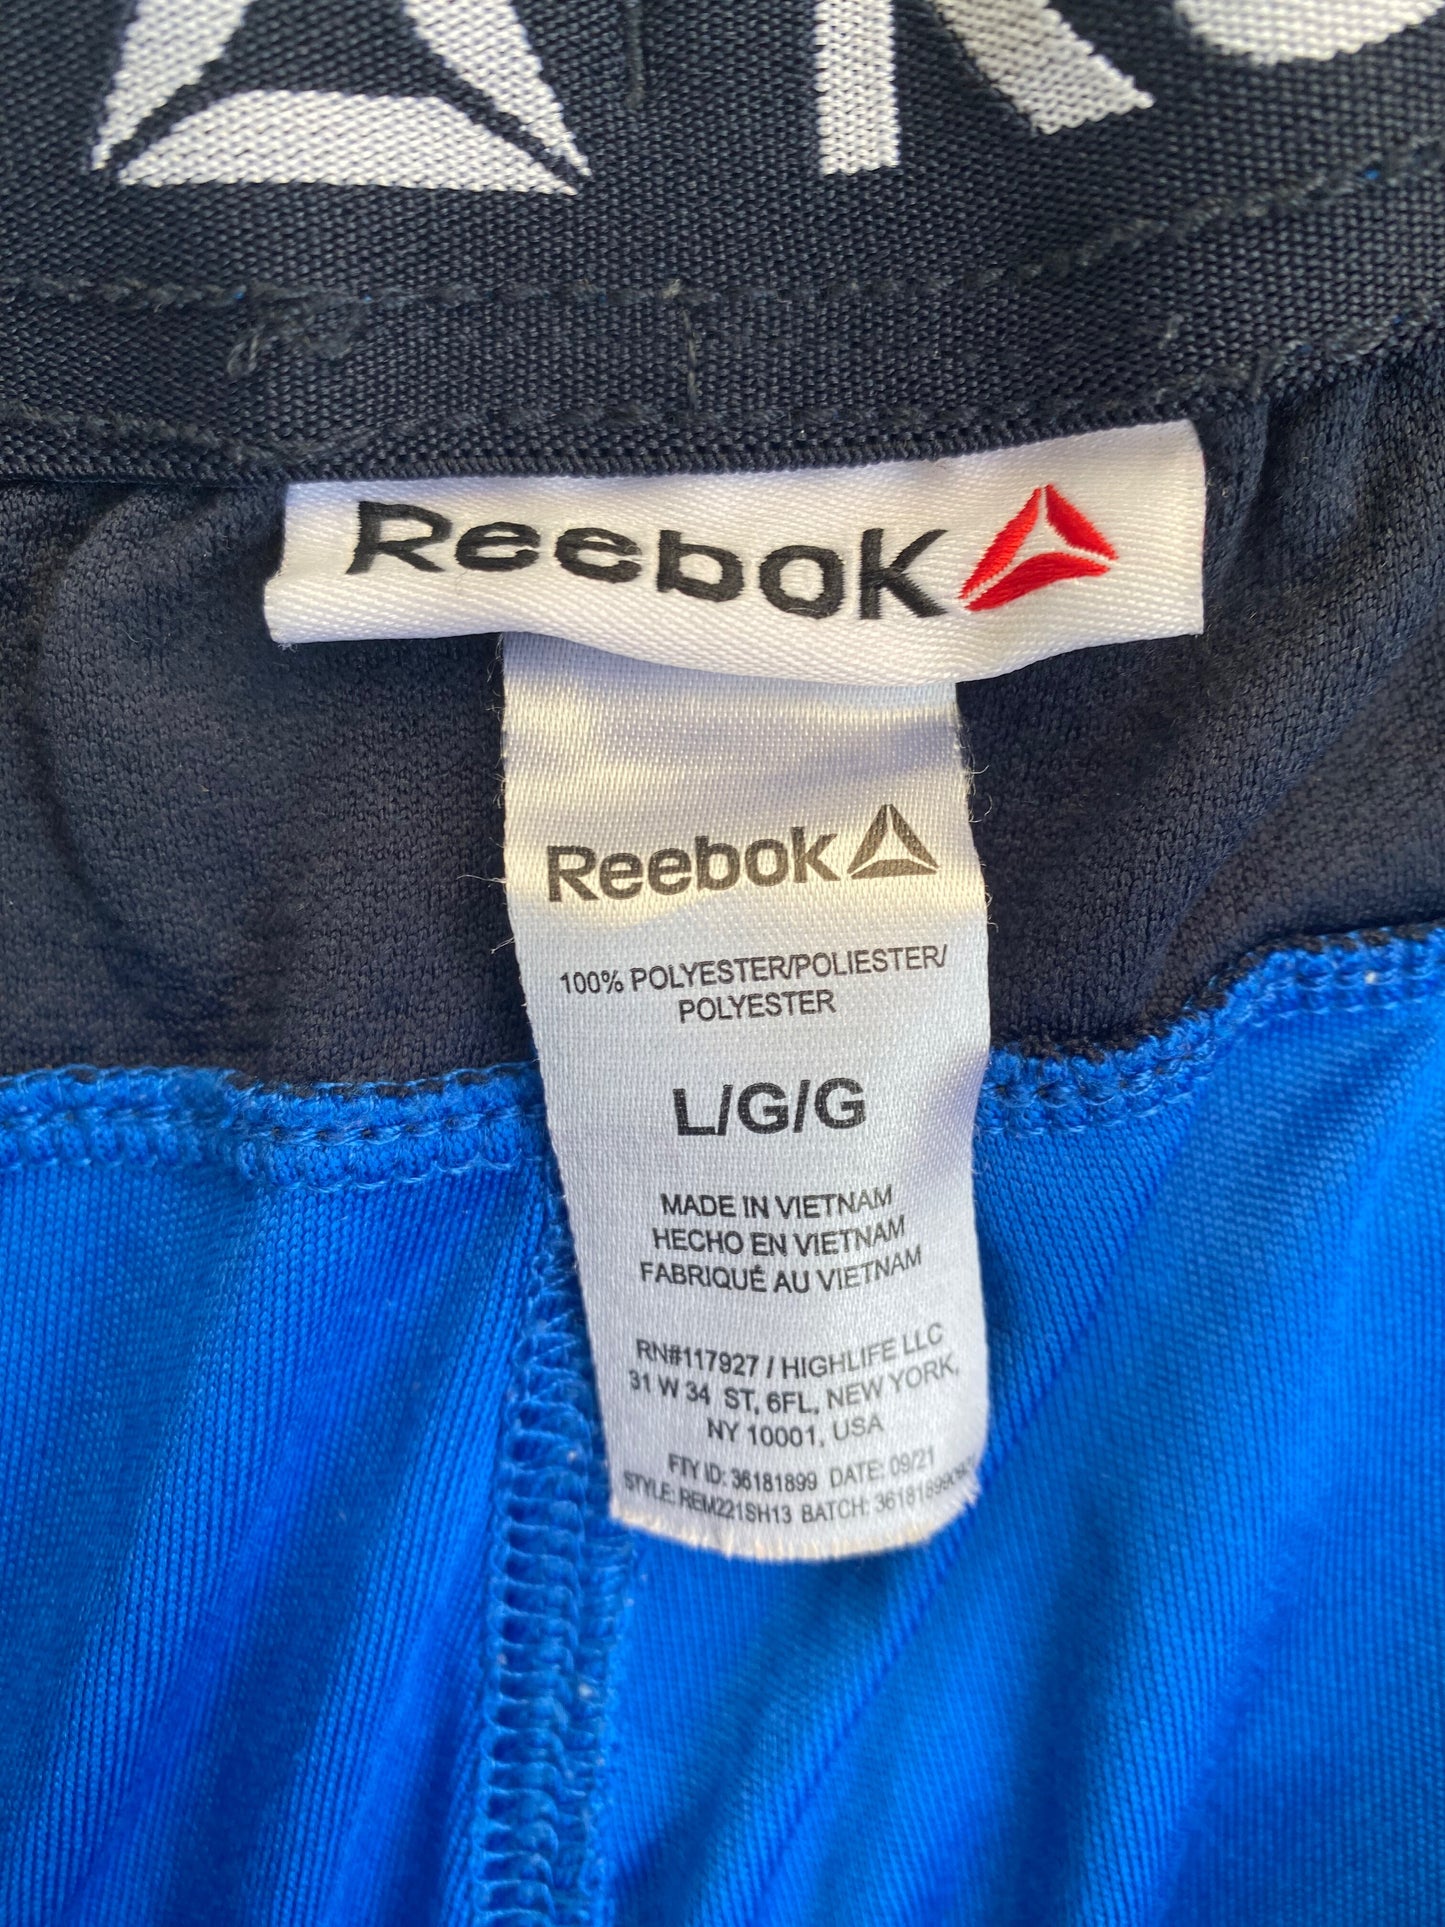 Reebok
Reebok
100% POLYESTER/POLIESTER/
POLYESTER
L/G/G
MADE IN VIETNAM
HECHO EN VIETNAM
FABRIQUÉ AU VIETNAM
RN#117927 / HIGHLIFE LLC
31 W 34 ST, 6FL, NEW YORK,
NY 10001, USA
FTY ID: 36181899 DATE: 09/21
STYLE: REM221SH13 BATCH: